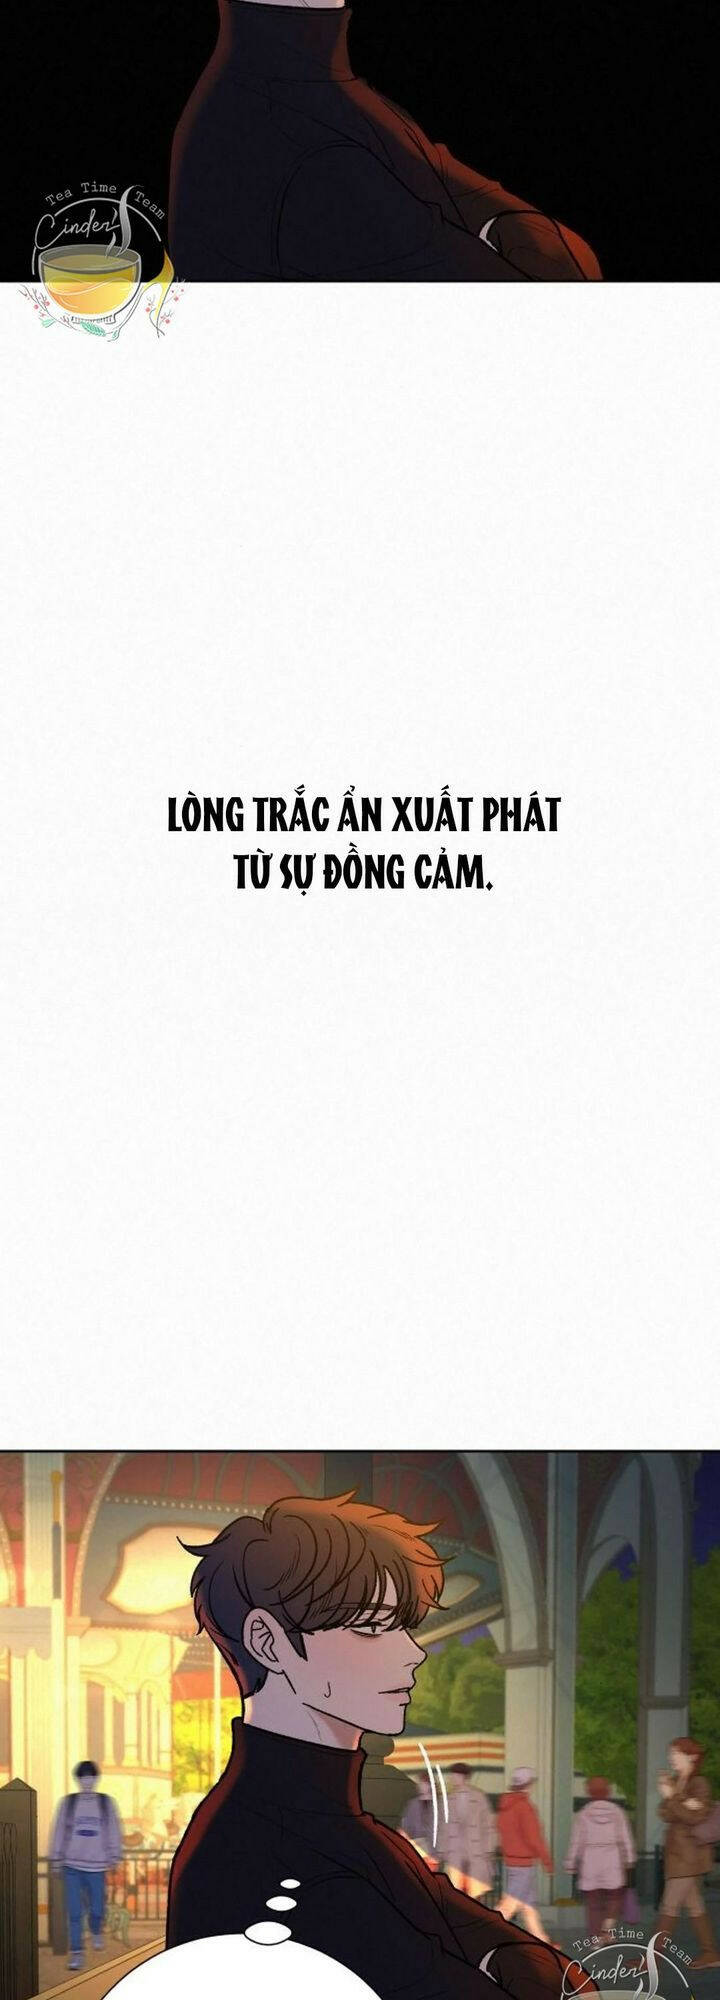 Tea Time Team
Cinder's
LÒNG TRẮC ẨN XUẤT PHÁT
TỪ SỰ ĐỒNG CẢM.
Tea Time Team
Cinder's